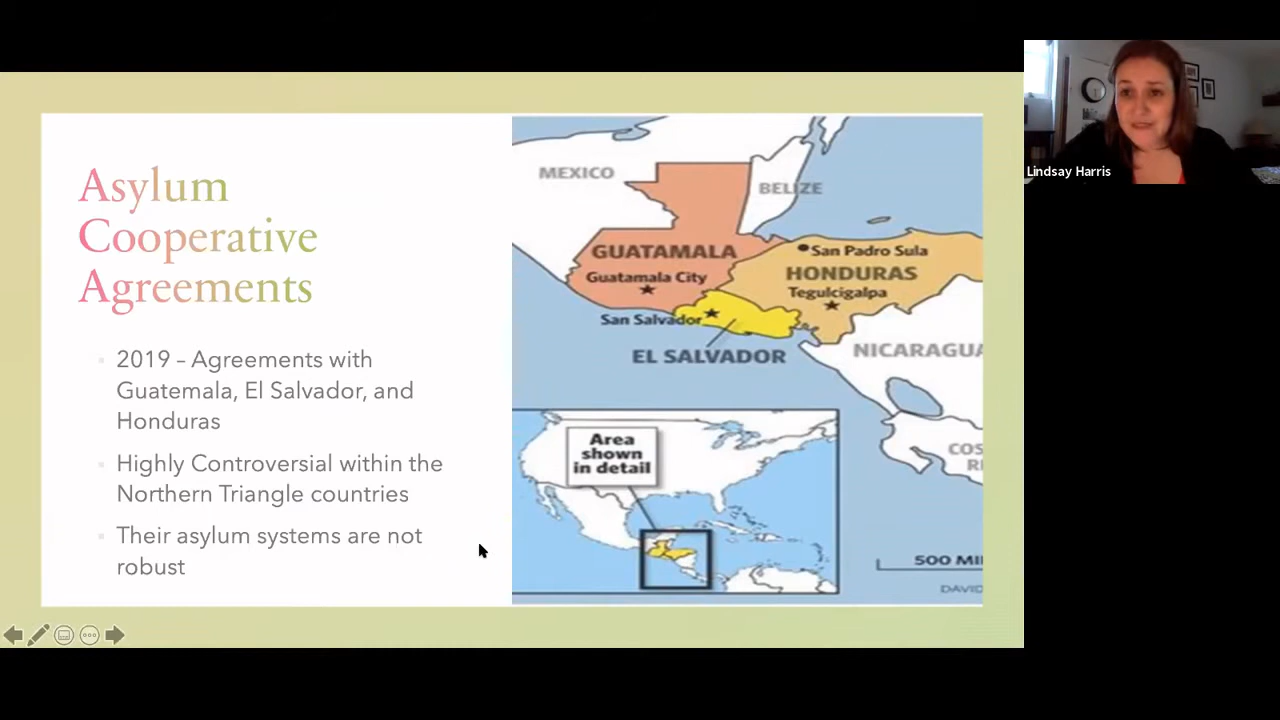 Asylum
Cooperative
Agreements
2019 – Agreements with
Guatemala, El Salvador, and
Honduras
Highly Controversial within the
Northern Triangle countries
Their asylum systems are not
robust
MEXICO
BELIZE
GUATAMALA
Guatamala City
San Padro Sula
HONDURAS
Tegulcigalpa
San Salvador
EL SALVADOR
NICARAGUA
COS
R
Area
shown
in detail
500 MI
DAVID
Lindsay Harris